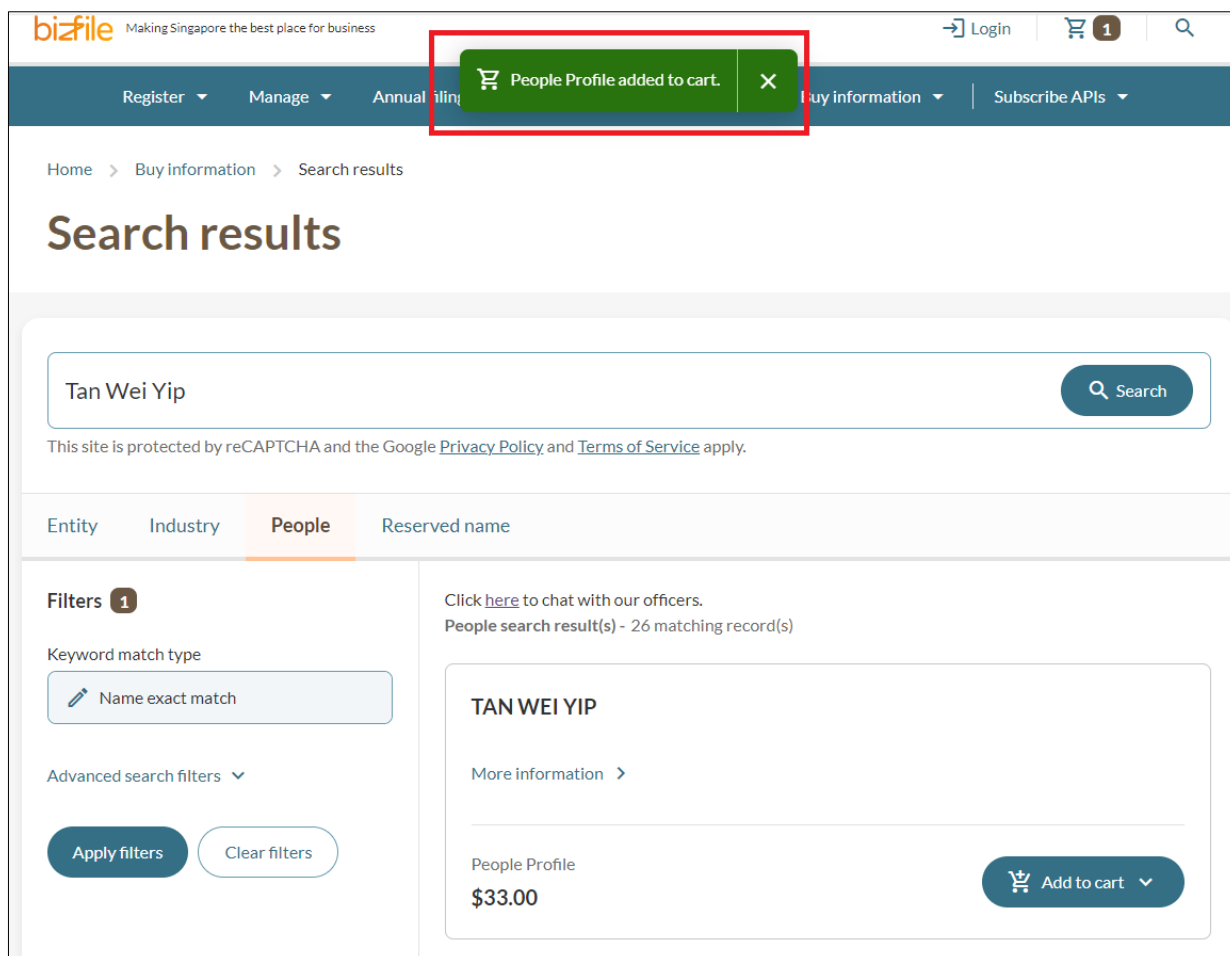 bizfile Making Singapore the best place for business
Login
1
People Profile added to cart.
Register Manage Annual filing Buy information Subscribe APIs
Home > Buy information > Search results
Search results
Tan Wei Yip
Search
This site is protected by reCAPTCHA and the Google Privacy Policy and Terms of Service apply.
Entity Industry People Reserved name
Filters 1
Keyword match type
Name exact match
Advanced search filters
Apply filters Clear filters
Click here to chat with our officers.
People search result(s) - 26 matching record(s)
TAN WEI YIP
More information
People Profile
$33.00
Add to cart